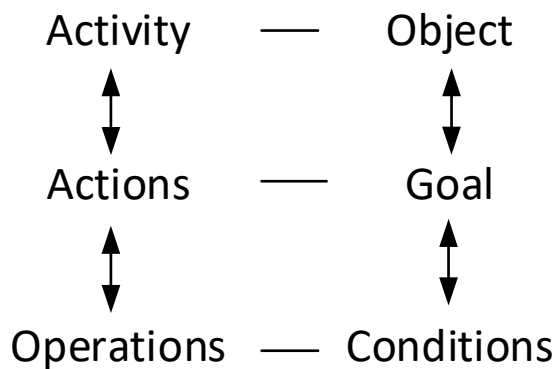 Activity — Object
Actions — Goal
Operations — Conditions